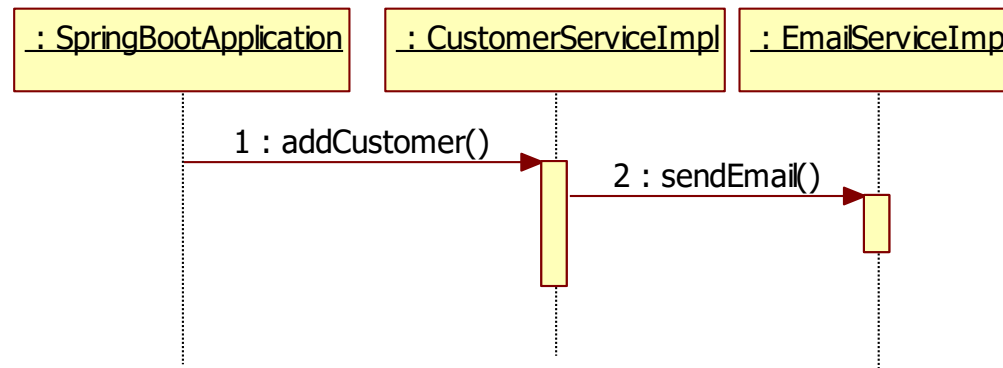 : SpringBootApplication
: CustomerServiceImpl
: EmailServiceImp
1 : addCustomer()
2 : sendEmail()